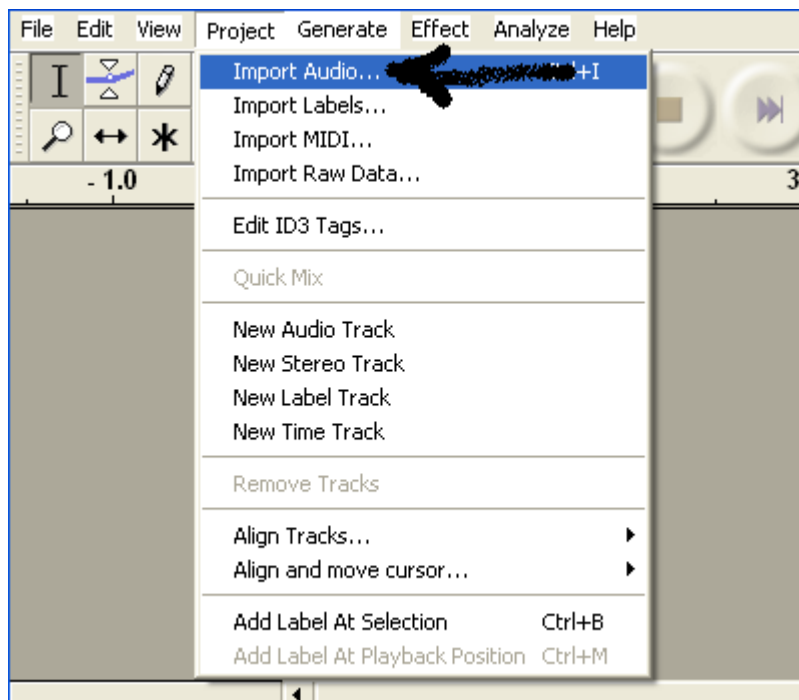 File Edit View Project Generate Effect Analyze Help
Import Audio... +I
Import Labels...
Import MIDI...
Import Raw Data...
- 1.0 3
Edit ID3 Tags...
Quick Mix
New Audio Track
New Stereo Track
New Label Track
New Time Track
Remove Tracks
Align Tracks...
Align and move cursor...
Add Label At Selection Ctrl+B
Add Label At Playback Position Ctrl+M